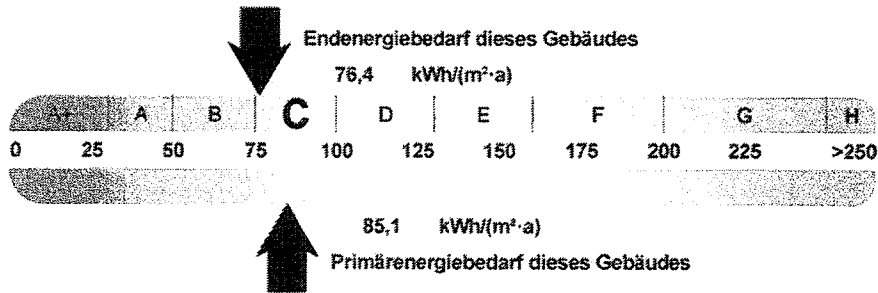 Endenergiebedarf dieses Gebäudes
76,4 kWh/(m²·a)
A+ A B C D E F G H
0 25 50 75 100 125 150 175 200 225 >250
85,1 kWh/(m²·a)
Primärenergiebedarf dieses Gebäudes